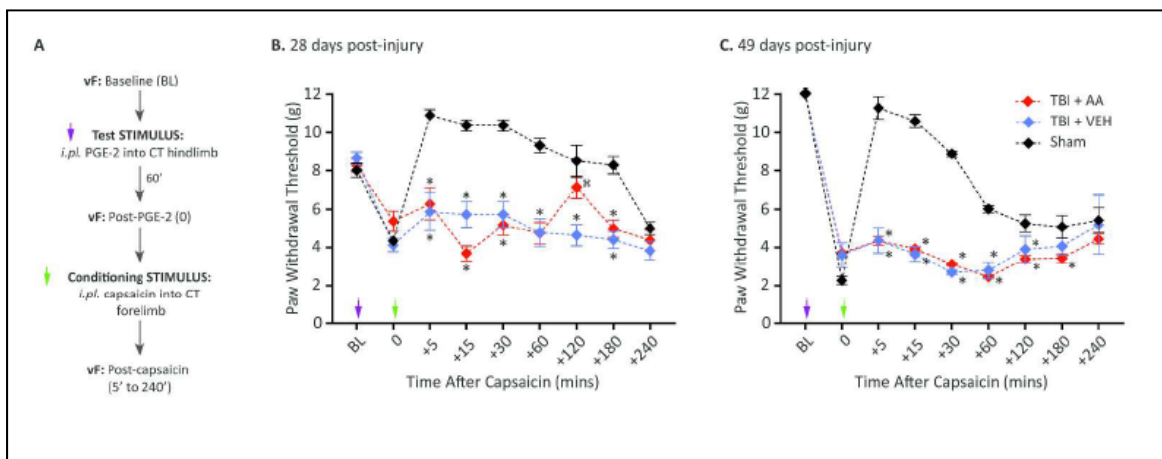 A
vF: Baseline (BL)
Test STIMULUS:
i.pl. PGE-2 into CT hindlimb
60'
vF: Post-PGE-2 (0)
Conditioning STIMULUS:
i.pl. capsaicin into CT
forelimb
vF: Post-capsaicin
(5' to 240')
B. 28 days post-injury
Paw Withdrawal Threshold (g)
12
10
8
6
4
2
0
* * * * * * * * * * ⌘
BL 0 +5 +15 +30 +60 +120 +180 +240
Time After Capsaicin (mins)
C. 49 days post-injury
Paw Withdrawal Threshold (g)
12
10
8
6
4
2
0
TBI + AA
TBI + VEH
Sham
* * * * * * * * * * * *
BL 0 +5 +15 +30 +60 +120 +180 +240
Time After Capsaicin (mins)